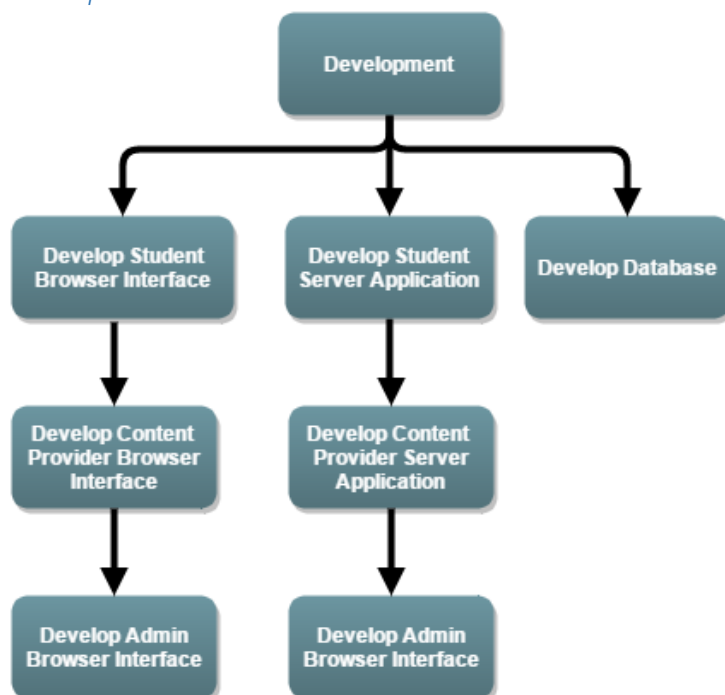 Development
Develop Student
Browser Interface
Develop Student
Server Application
Develop Database
Develop Content
Provider Browser
Interface
Develop Content
Provider Server
Application
Develop Admin
Browser Interface
Develop Admin
Browser Interface